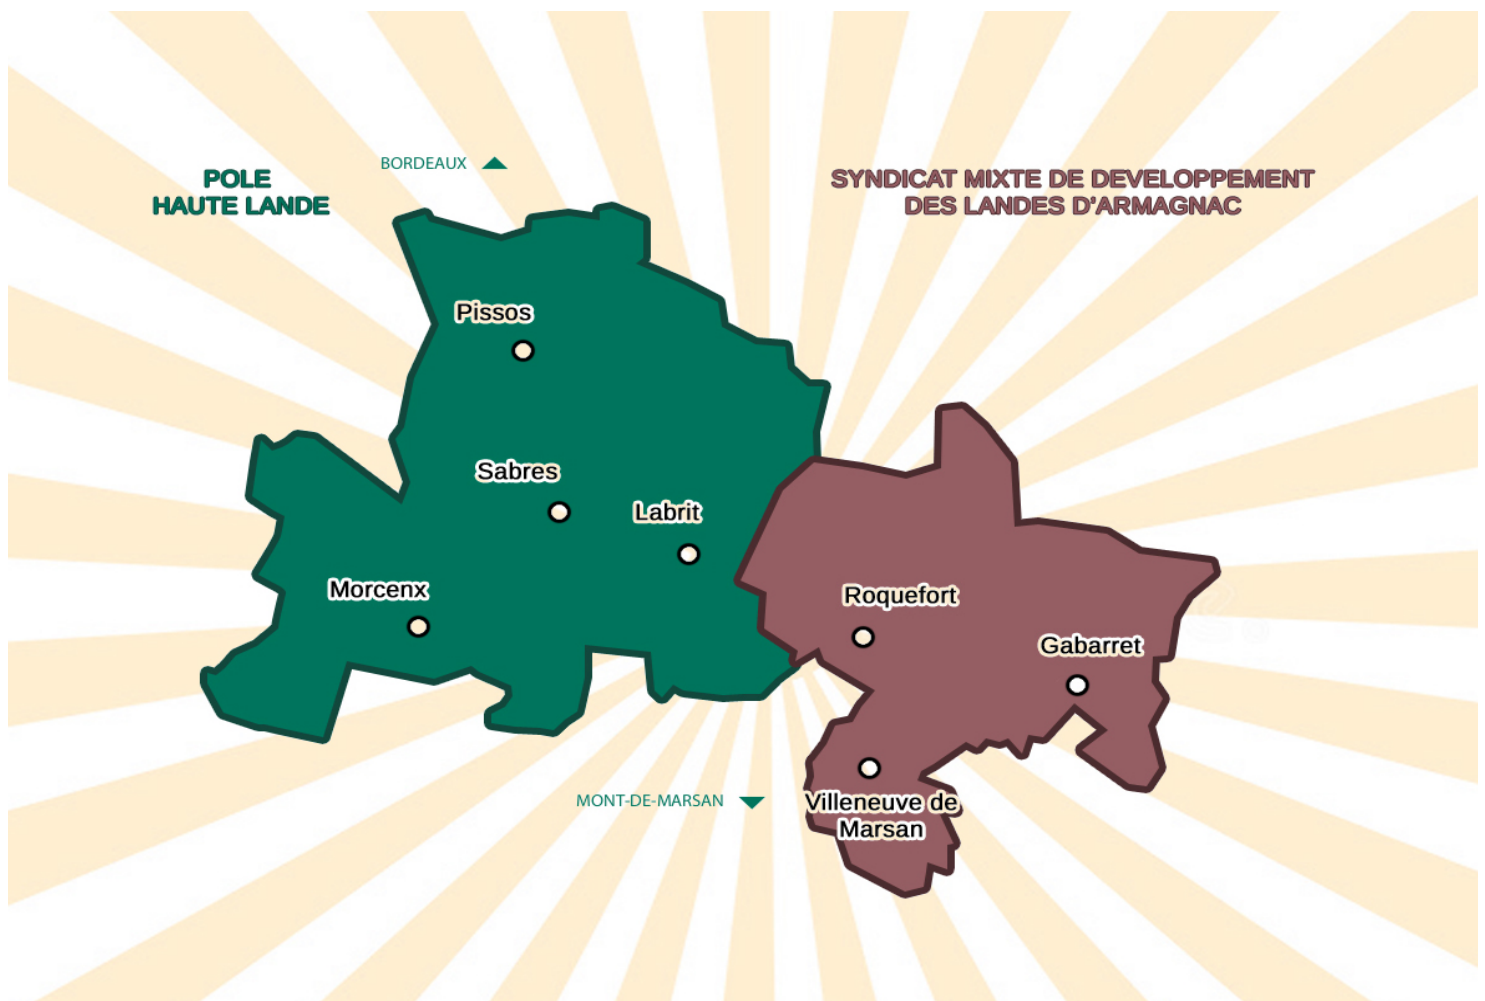 BORDEAUX
POLE
HAUTE LANDE
SYNDICAT MIXTE DE DEVELOPPEMENT
DES LANDES D'ARMAGNAC
Pissos
Sabres
Labrit
Morcenx
Roquefort
Gabarret
MONT-DE-MARSAN
Villeneuve de
Marsan